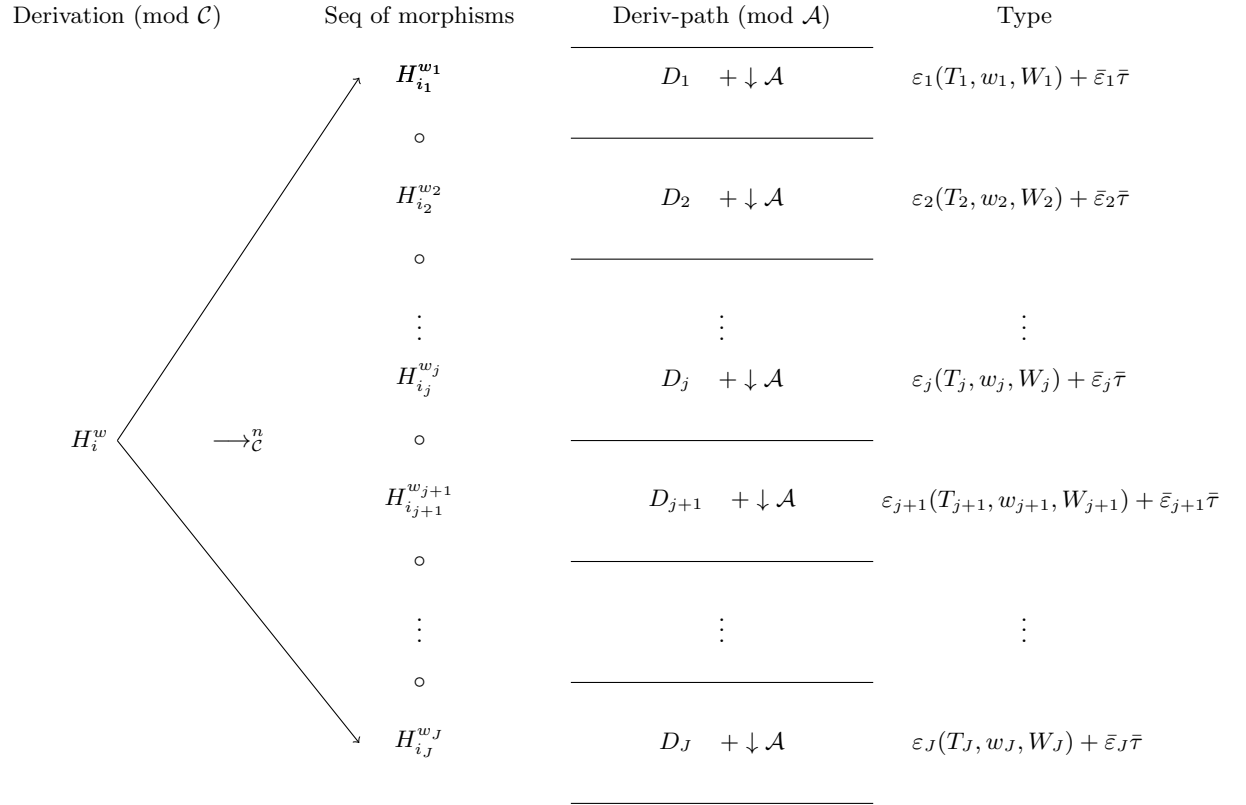 Derivation (mod 𝒞) Seq of morphisms Deriv-path (mod 𝒜) Type
H_{i_1}^{w_1} D_1 + ↓ 𝒜 ε_1(T_1, w_1, W_1) + ε̄_1τ̄
∘
H_{i_2}^{w_2} D_2 + ↓ 𝒜 ε_2(T_2, w_2, W_2) + ε̄_2τ̄
∘
⋮ ⋮ ⋮
H_{i_j}^{w_j} D_j + ↓ 𝒜 ε_j(T_j, w_j, W_j) + ε̄_jτ̄
H_i^w ⟶_𝒞^n ∘
H_{i_{j+1}}^{w_{j+1}} D_{j+1} + ↓ 𝒜 ε_{j+1}(T_{j+1}, w_{j+1}, W_{j+1}) + ε̄_{j+1}τ̄
∘
⋮ ⋮ ⋮
∘
H_{i_J}^{w_J} D_J + ↓ 𝒜 ε_J(T_J, w_J, W_J) + ε̄_Jτ̄